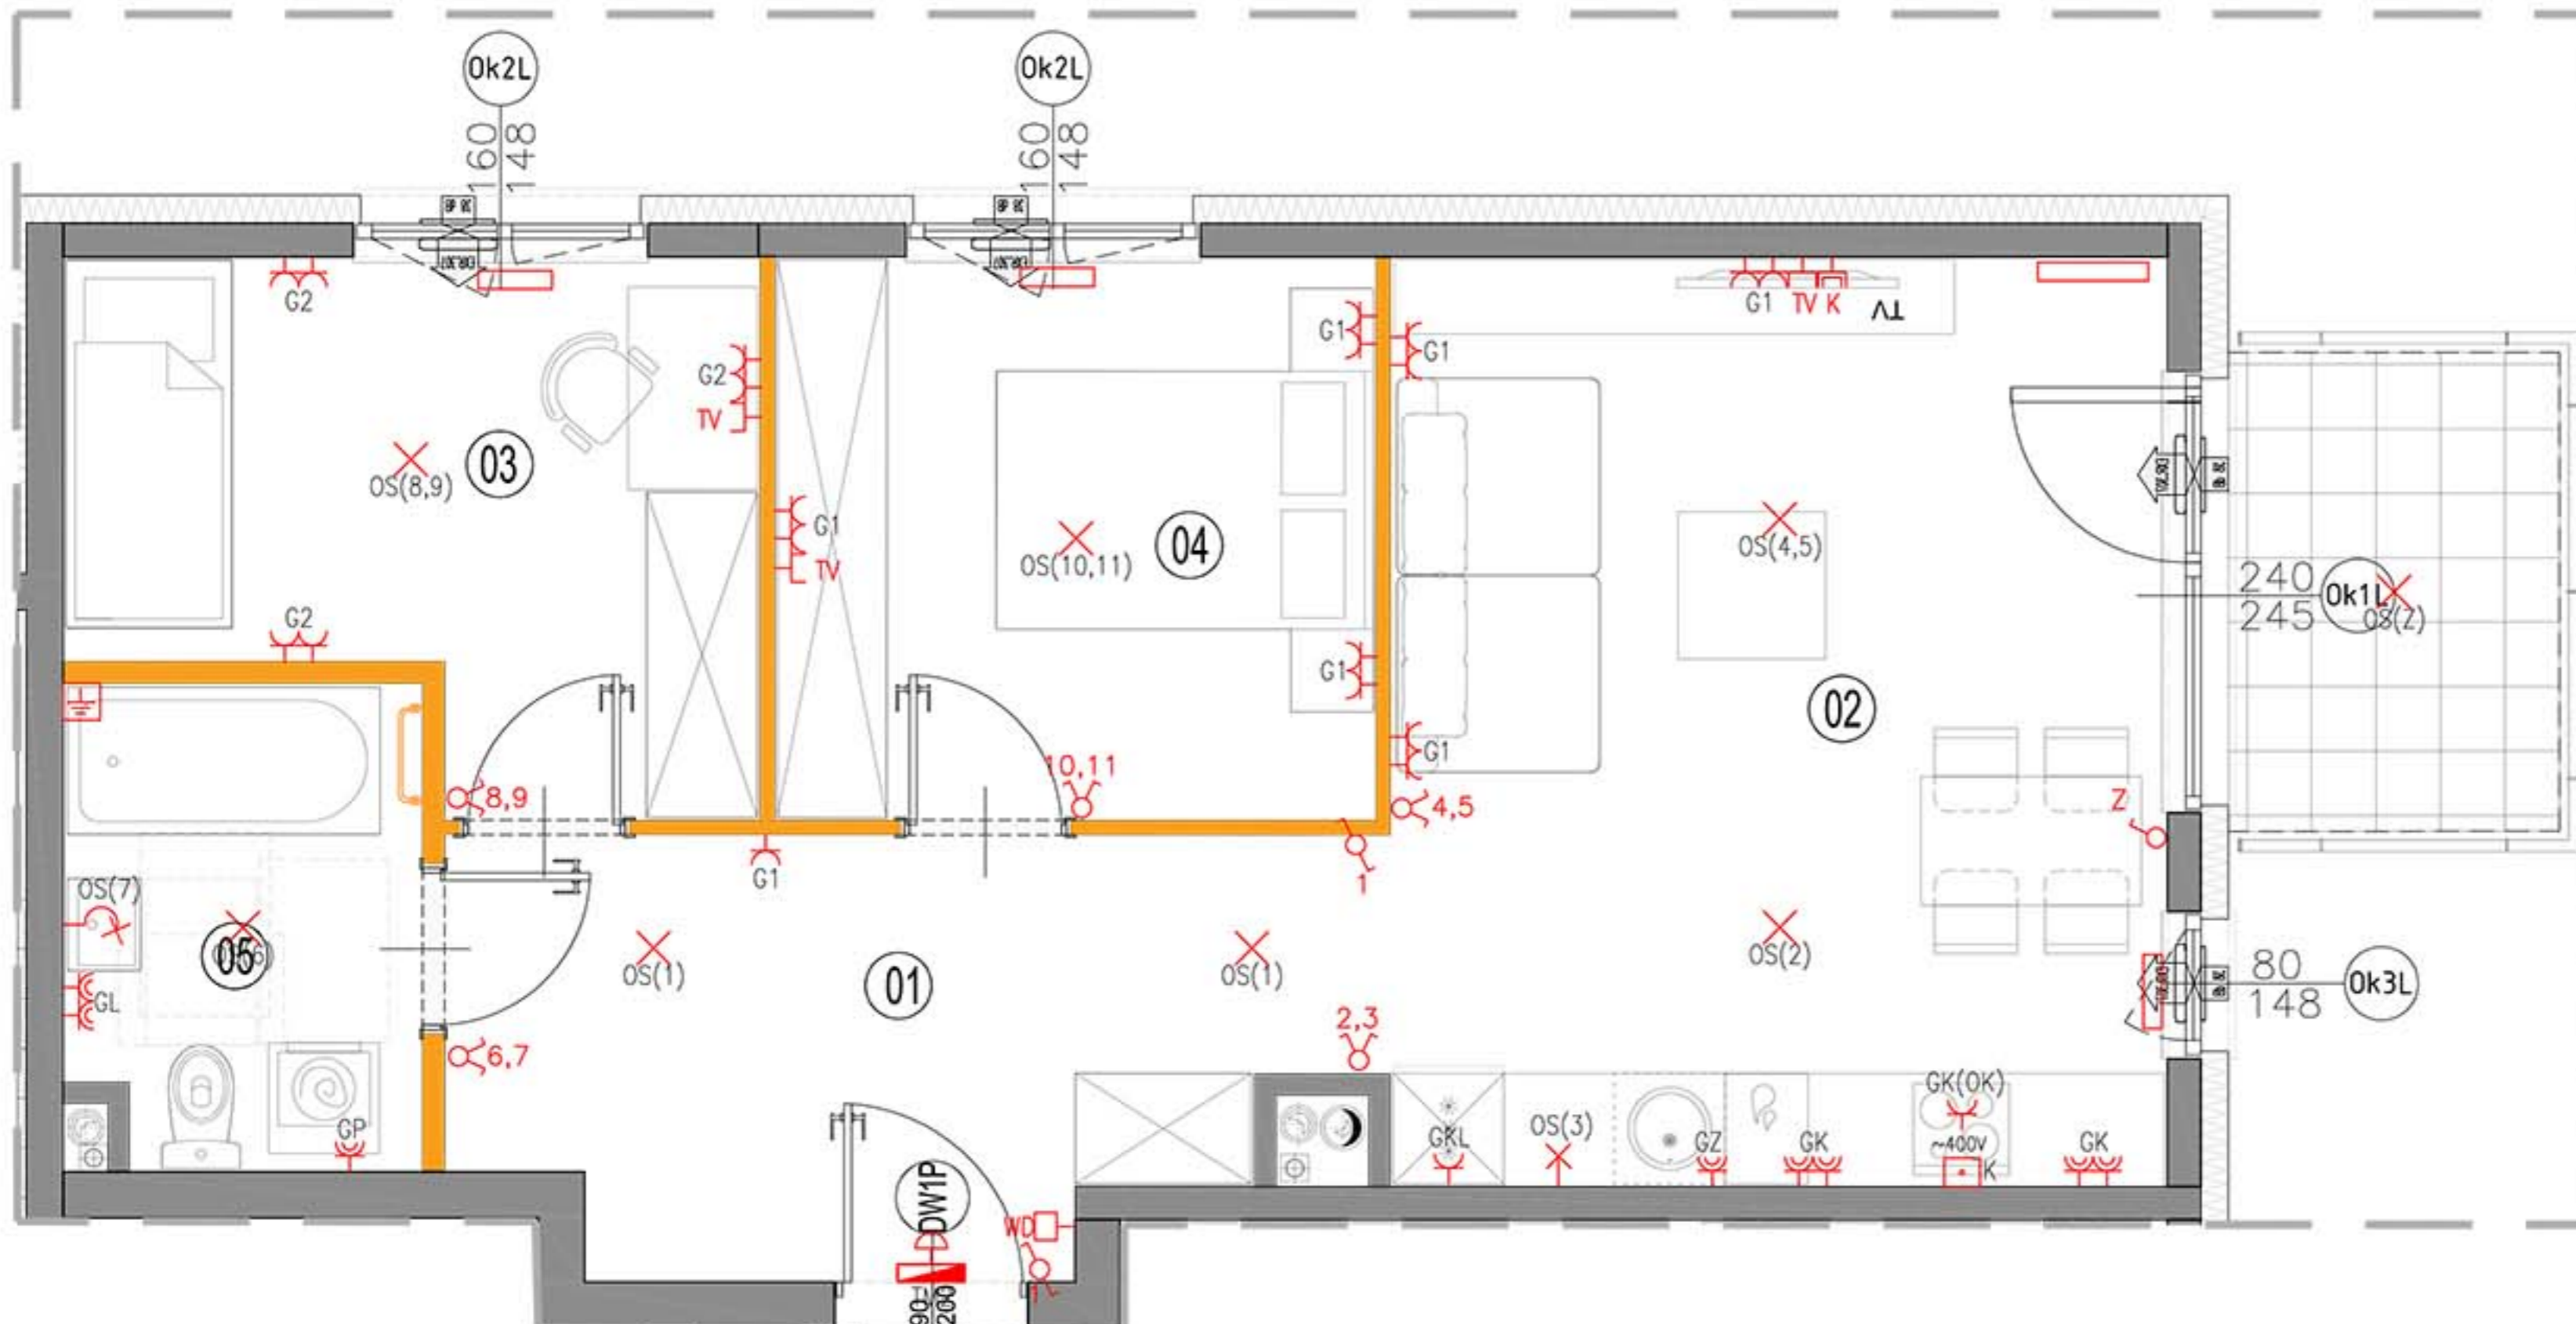 Ok2L
Ok2L
160
148
160
148
G2
G1
TV
K
TV
G1
G1
G2
TV
03
OS(8,9)
G1
TV
OS(10,11)
04
OS(4,5)
240
245
Ok1L
OS(Z)
G2
G1
02
G1
8,9
10,11
4,5
Z
1
G1
OS(7)
05
OS(1)
01
OS(1)
OS(2)
80
148
Ok3L
GL
6,7
2,3
GP
GKL
OS(3)
GZ
GK
GK(OK)
~400V
K
GK
DW1P
WD
1
90
200